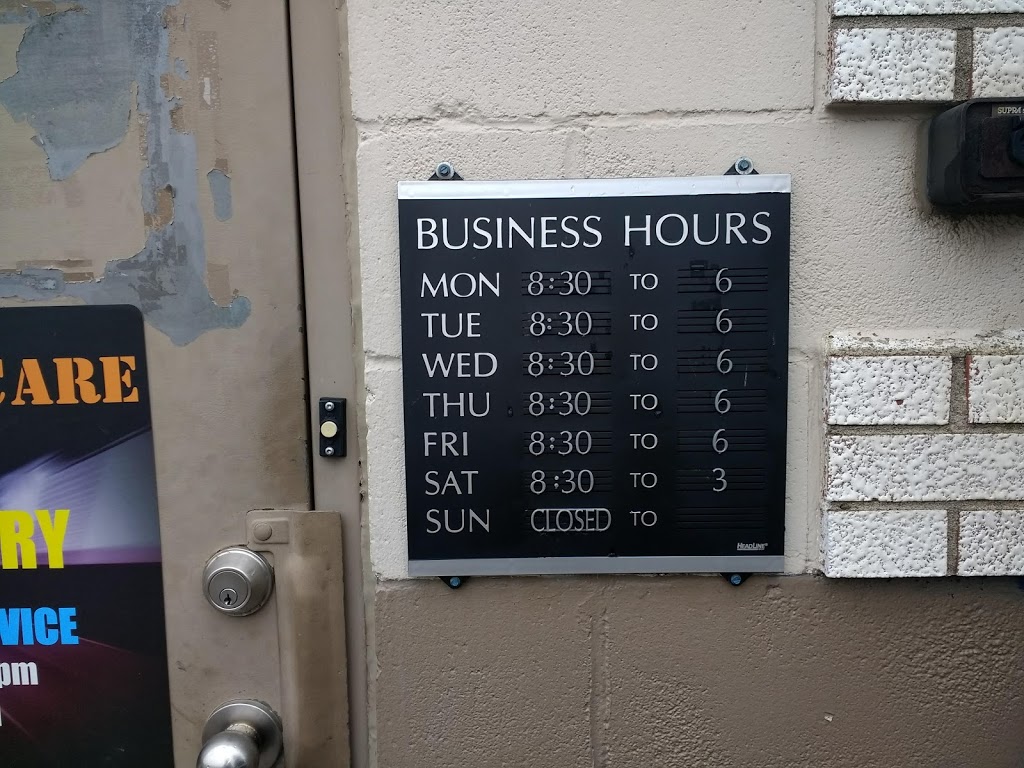 BUSINESS HOURS
MON 8:30 TO 6
TUE 8:30 TO 6
WED 8:30 TO 6
THU 8:30 TO 6
FRI 8:30 TO 6
SAT 8:30 TO 3
SUN CLOSED TO
HEADLINE
CARE
RY
VICE
pm
SUPRA